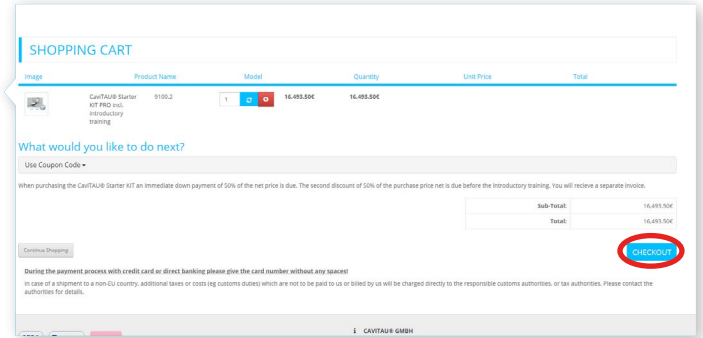 SHOPPING CART
Image Product Name Model Quantity Unit Price Total
CaviTAU® Starter 9100.2 1 16.493.50€ 16.493.50€
KIT PRO incl.
introductory
training
What would you like to do next?
Use Coupon Code
When purchasing the CaviTAU® Starter KIT an immediate down payment of 50% of the net price is due. The second discount of 50% of the purchase price net is due before the introductory training. You will recieve a separate invoice.
Sub-Total: 16,493.50€
Total: 16,493.50€
Continue Shopping
CHECKOUT
During the payment process with credit card or direct banking please give the card number without any spaces!
In case of a shipment to a non-EU country, additional taxes or costs (eg customs duties) which are not to be paid to us or billed by us will be charged directly to the responsible customs authorities, or tax authorities. Please contact the
authorities for details.
CAVITAU® GMBH